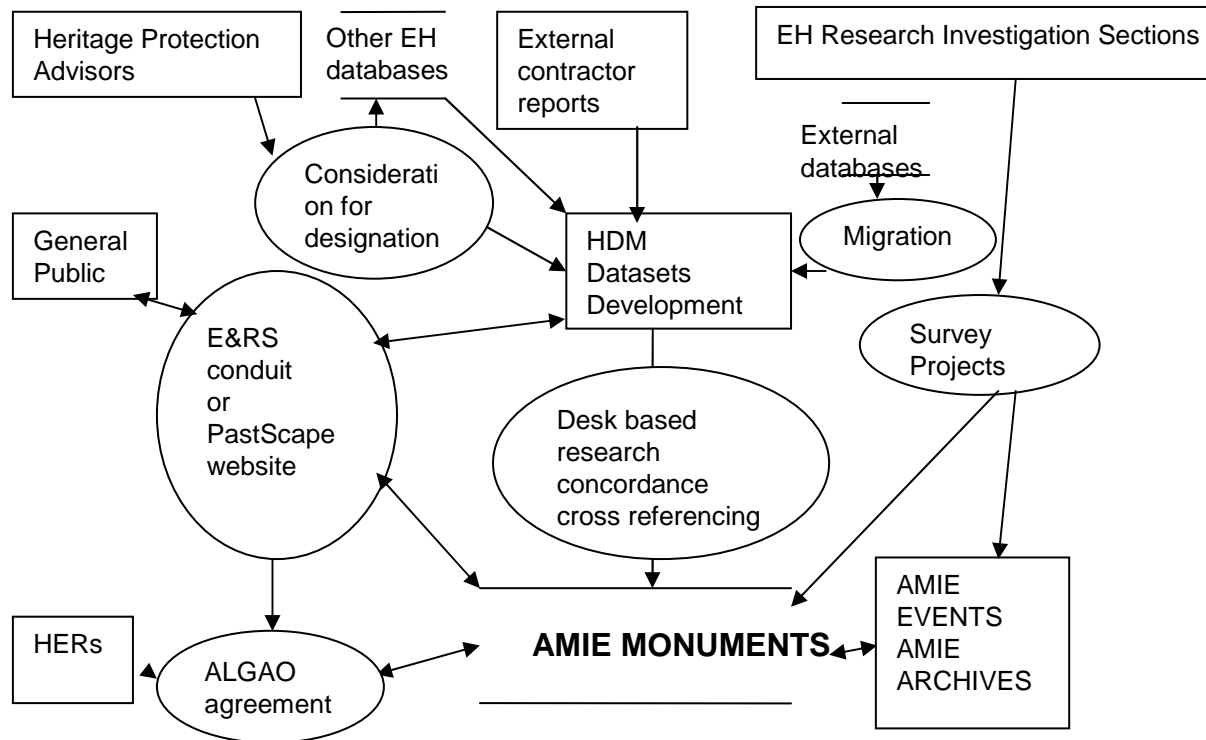 Heritage Protection
Advisors
Other EH
databases
External
contractor
reports
EH Research Investigation Sections
External
databases
Considerati
on for
designation
General
Public
HDM
Datasets
Development
Migration
E&RS
conduit
or
PastScape
website
Survey
Projects
Desk based
research
concordance
cross referencing
HERs
ALGAO
agreement
AMIE MONUMENTS
AMIE
EVENTS
AMIE
ARCHIVES